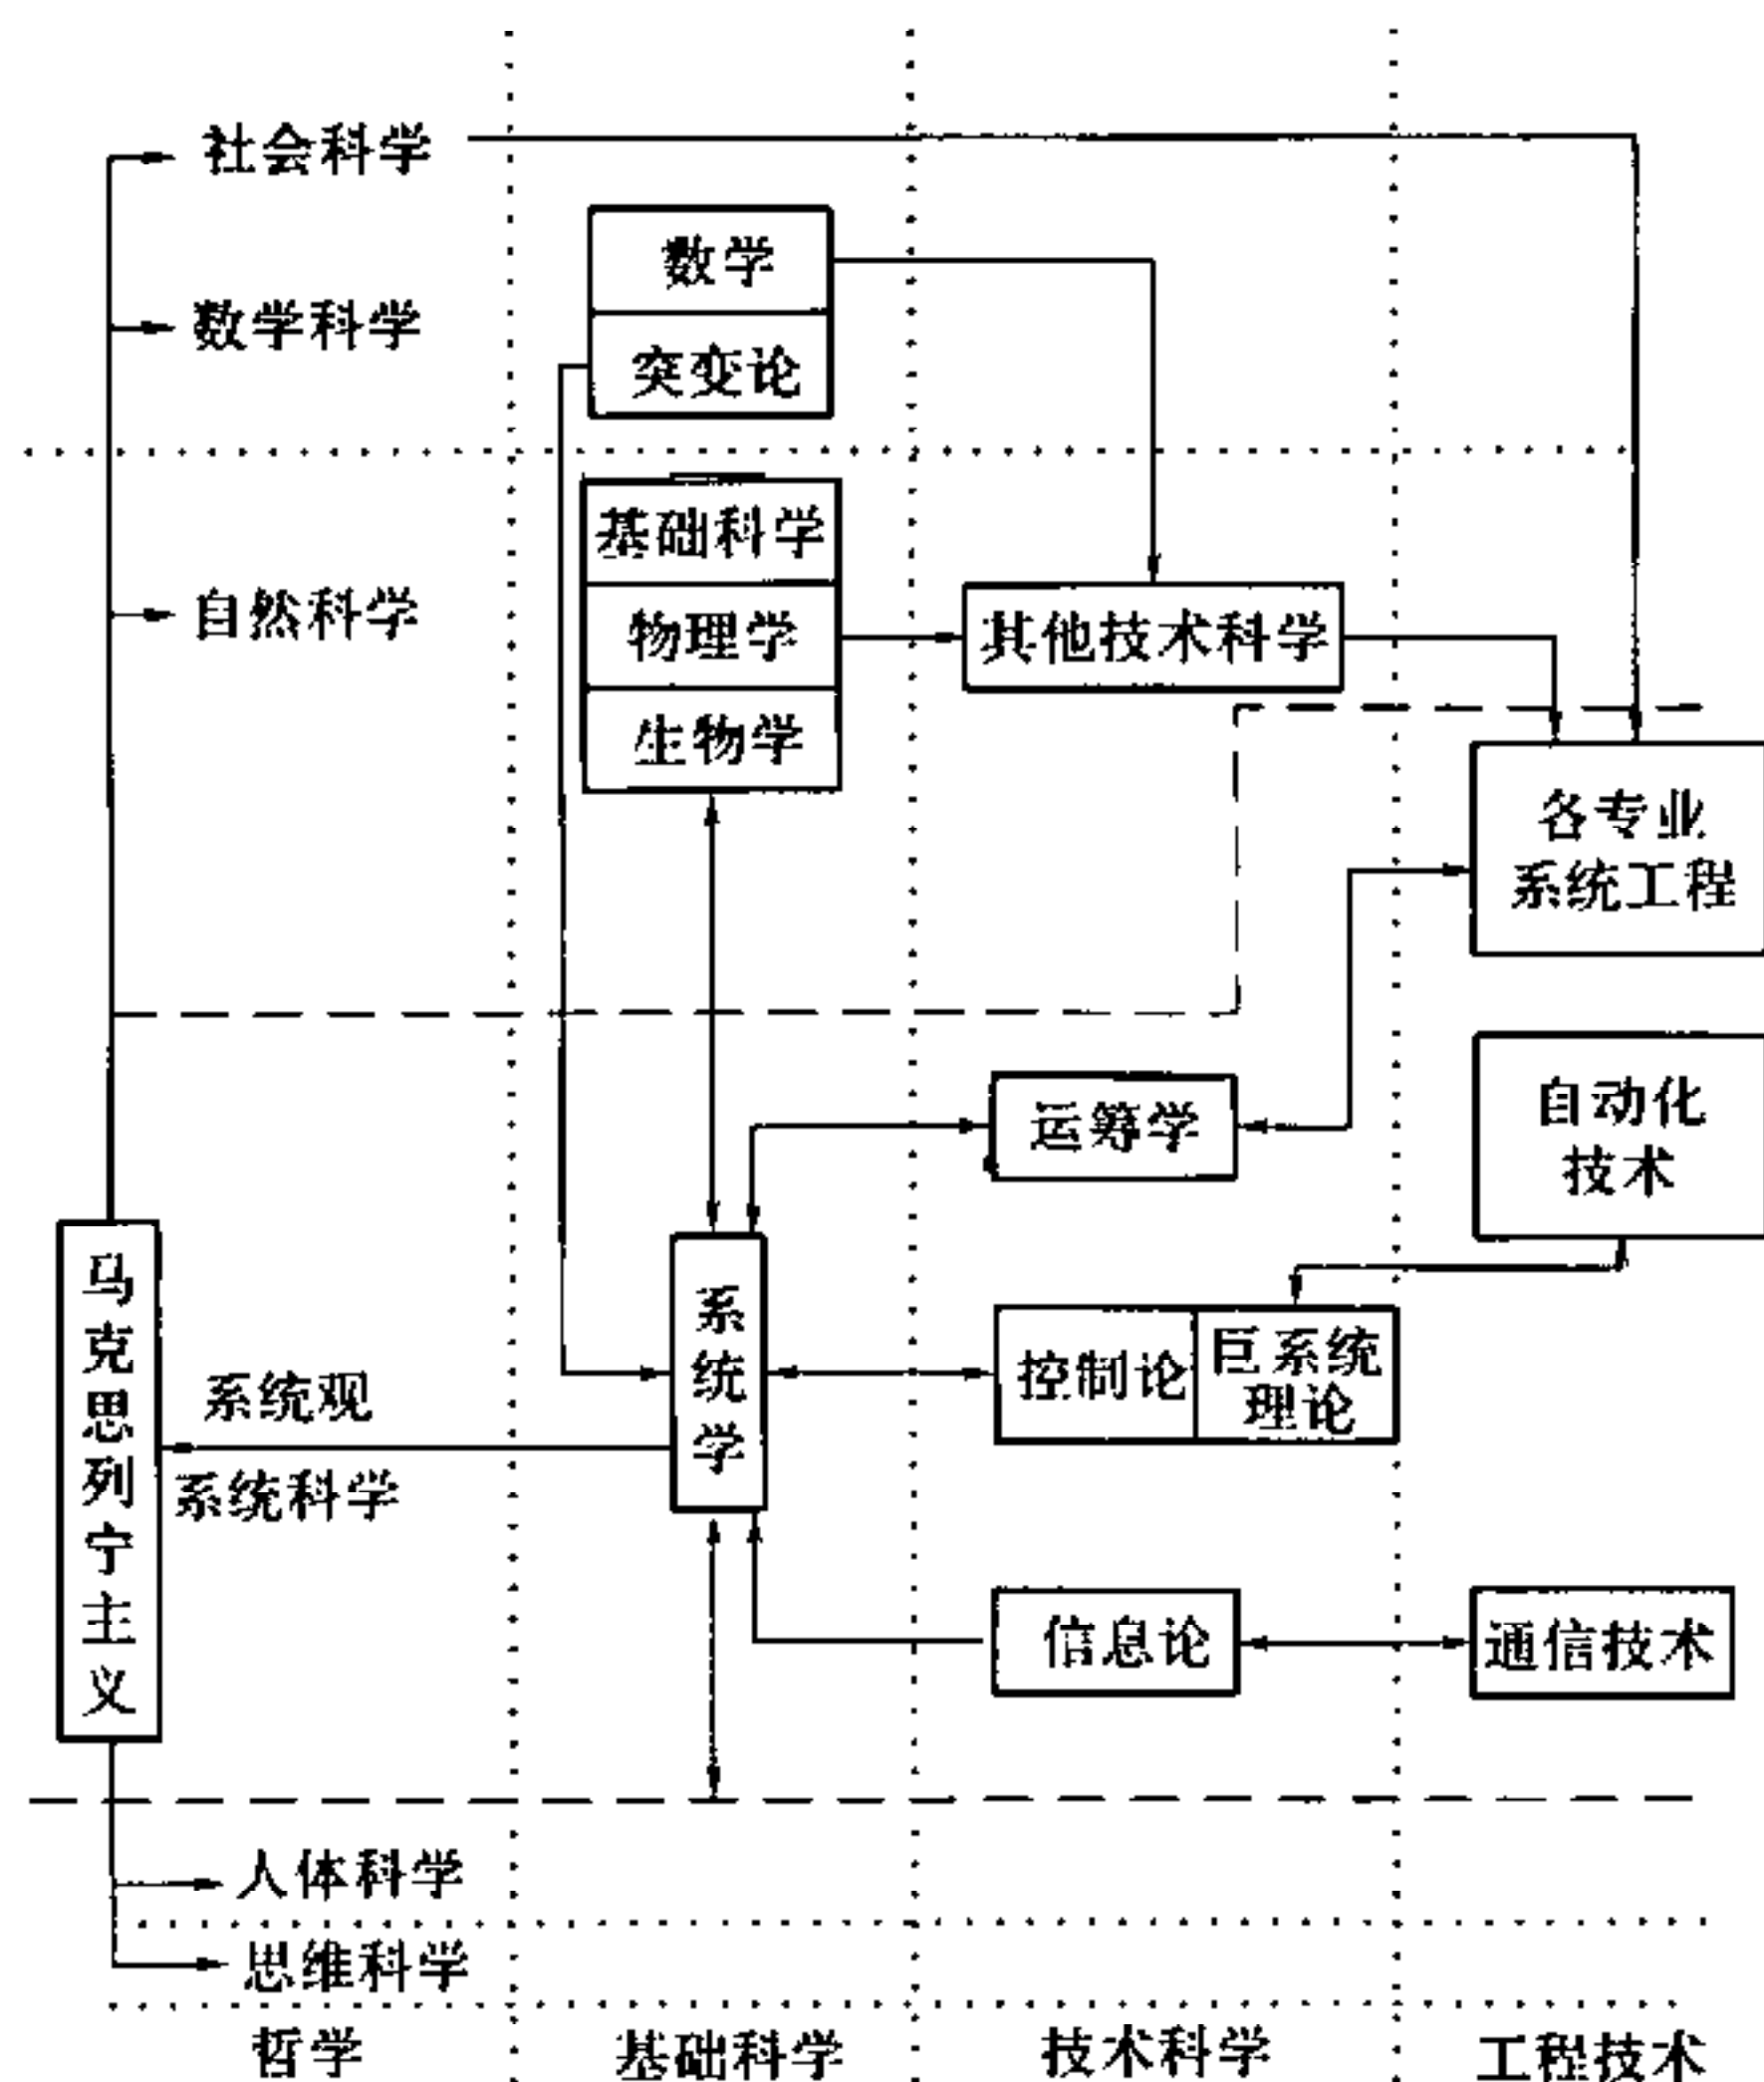 社会科学
数学
数学科学
突变论
基础科学
自然科学
物理学
其他技术科学
生物学
各专业
系统工程
运筹学
自动化
技术
马克思列宁主义
系统学
系统观
系统科学
控制论
巨系统
理论
信息论
通信技术
人体科学
思维科学
哲学
基础科学
技术科学
工程技术